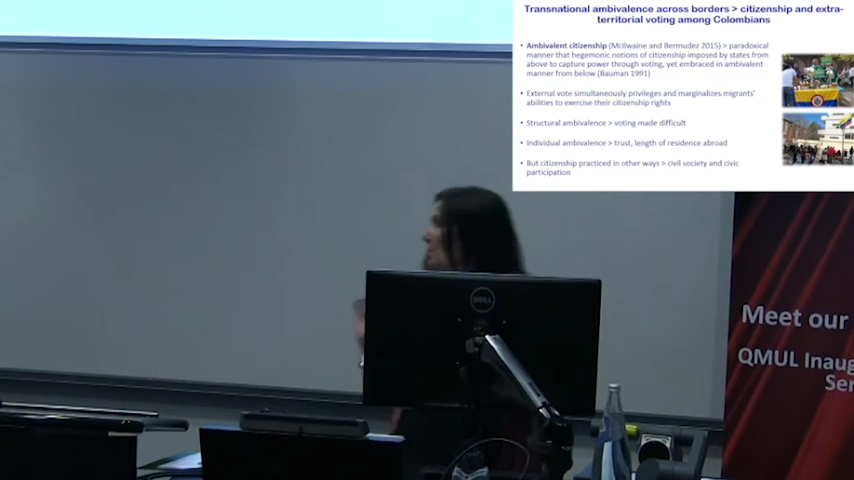 Transnational ambivalence across borders > citizenship and extra-
territorial voting among Colombians
• Ambivalent citizenship (McIlwaine and Bermudez 2015) > paradoxical
manner that hegemonic notions of citizenship imposed by states from
above to capture power through voting, yet embraced in ambivalent
manner from below (Bauman 1991)
• External vote simultaneously privileges and marginalizes migrants'
abilities to exercise their citizenship rights
• Structural ambivalence > voting made difficult
• Individual ambivalence > trust, length of residence abroad
• But citizenship practiced in other ways > civil society and civic
participation
DELL
Meet our
QMUL Inaug
Ser